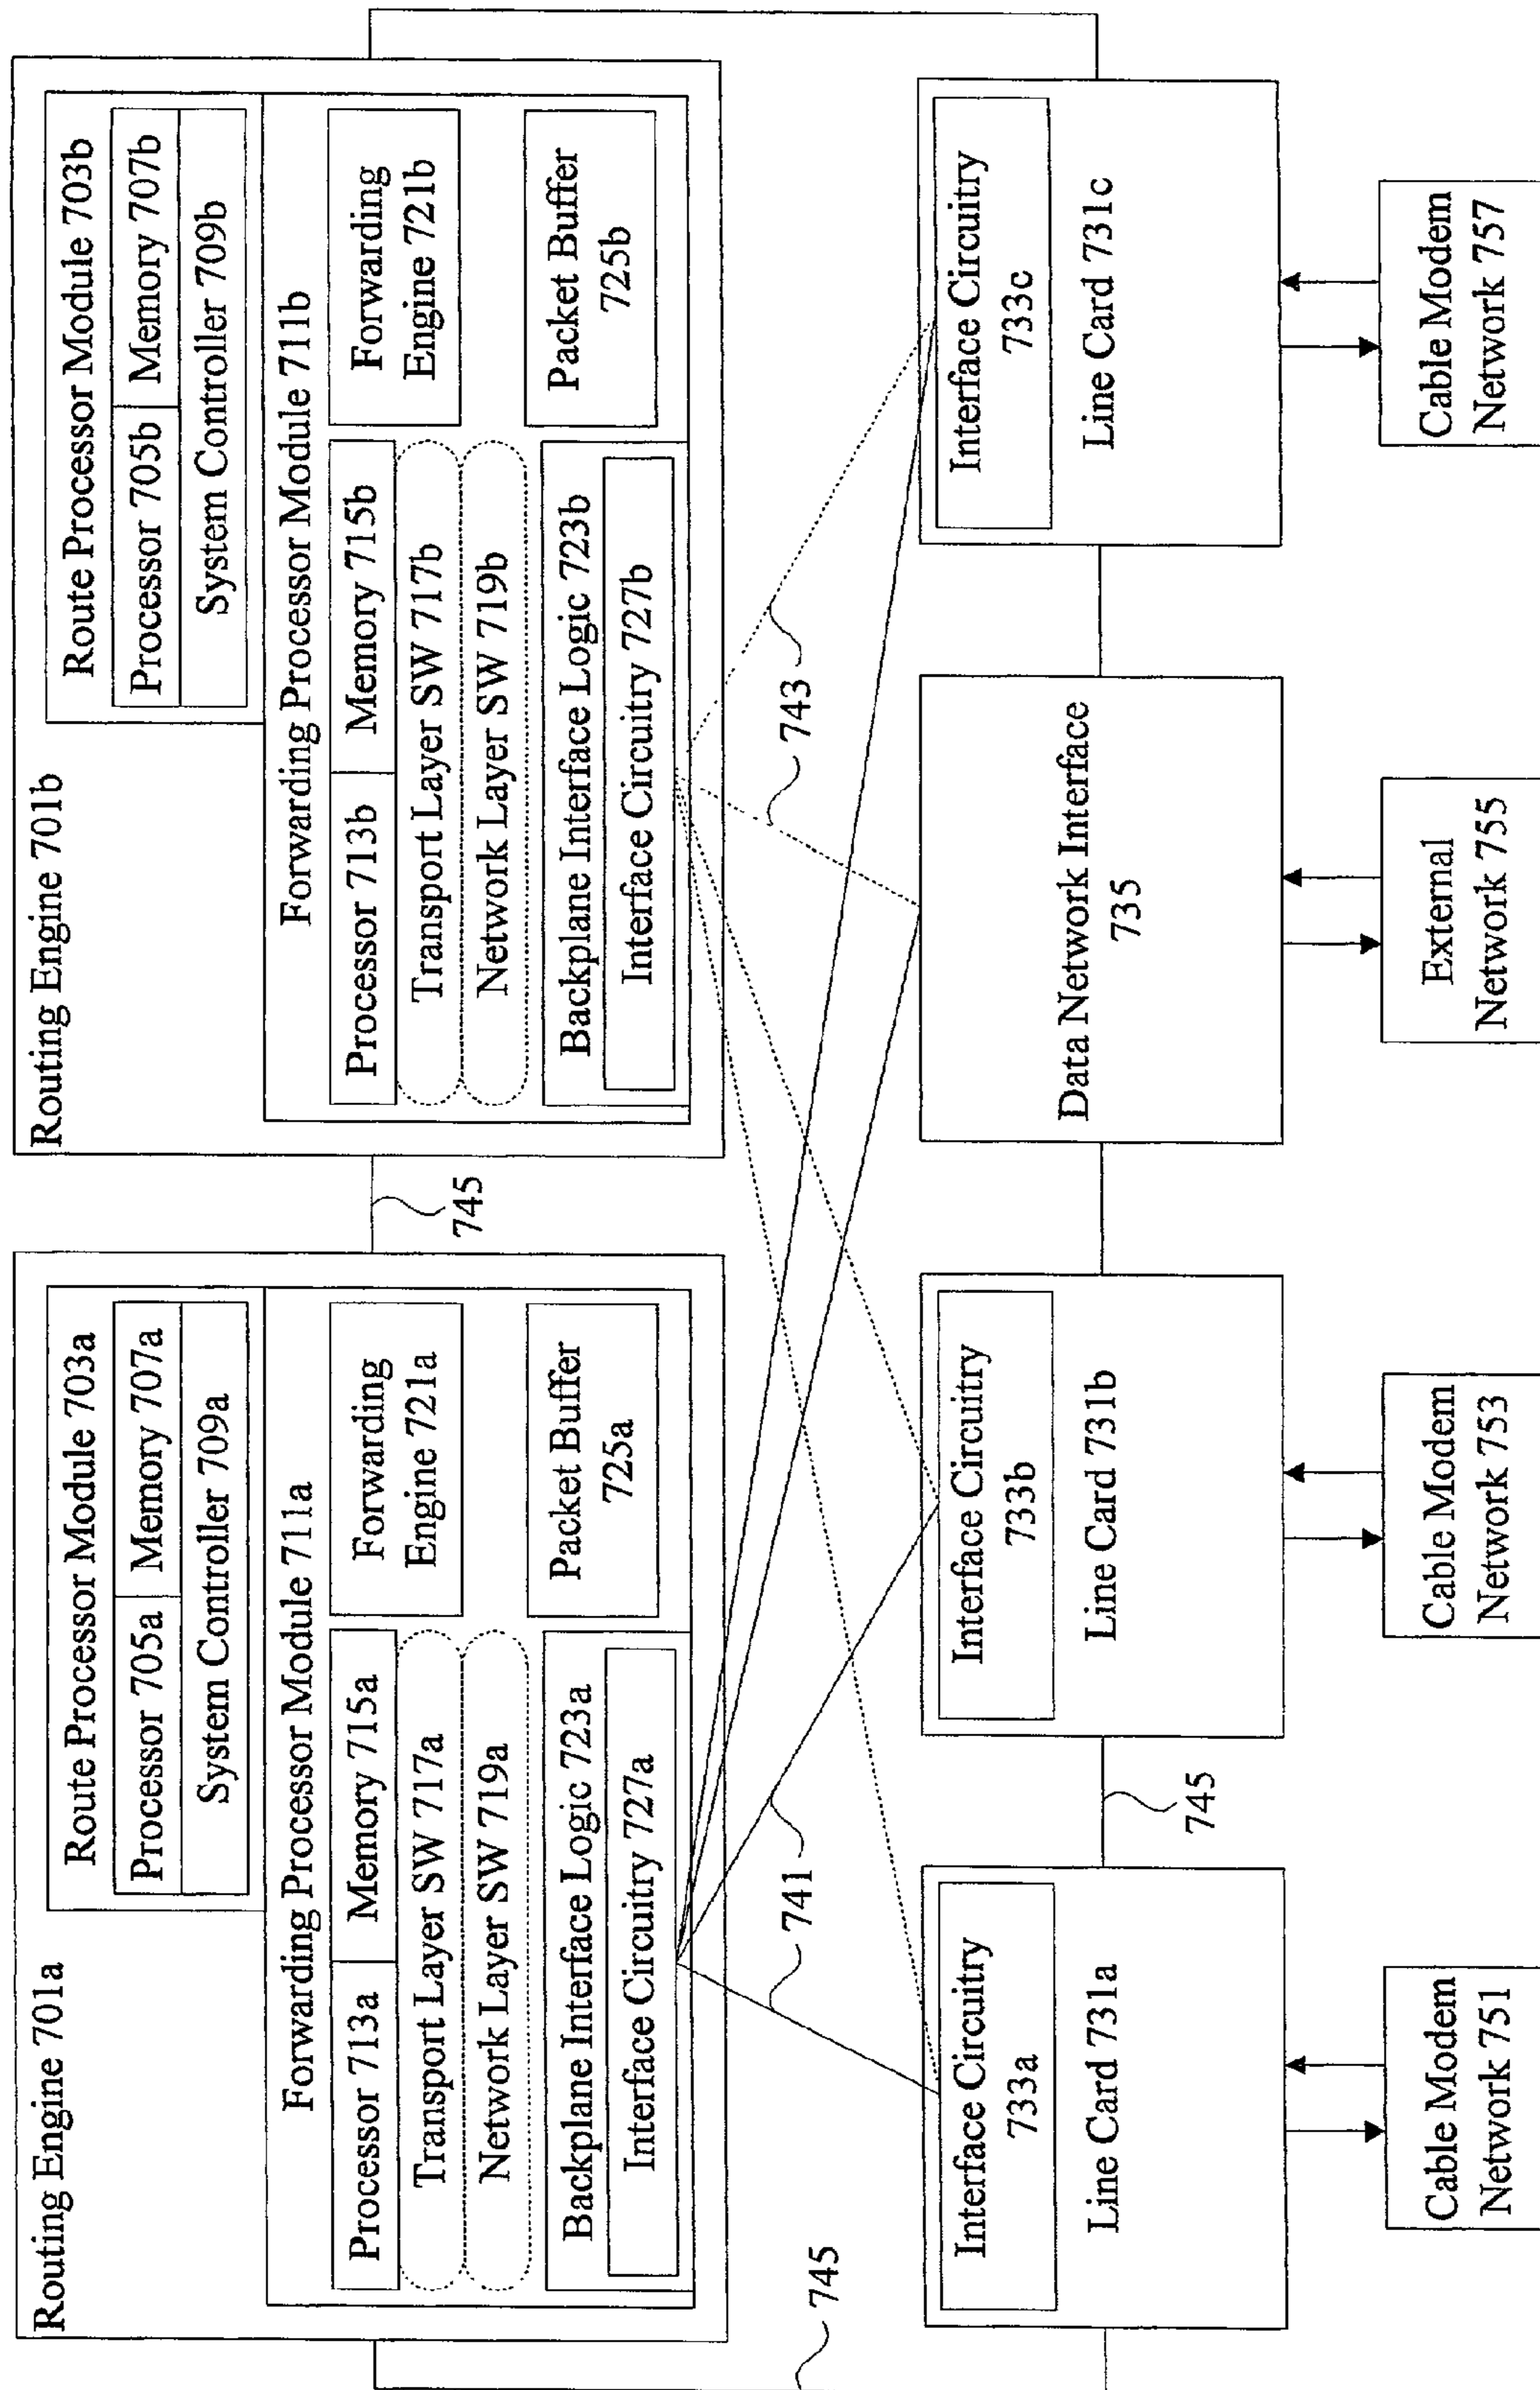 Routing Engine 701a
Route Processor Module 703a
Processor 705a
Memory 707a
System Controller 709a
Forwarding Processor Module 711a
Processor 713a
Memory 715a
Transport Layer SW 717a
Network Layer SW 719a
Forwarding
Engine 721a
Backplane Interface Logic 723a
Interface Circuitry 727a
Packet Buffer
725a
745
Routing Engine 701b
Route Processor Module 703b
Processor 705b
Memory 707b
System Controller 709b
Forwarding Processor Module 711b
Processor 713b
Memory 715b
Transport Layer SW 717b
Network Layer SW 719b
Forwarding
Engine 721b
Backplane Interface Logic 723b
Interface Circuitry 727b
Packet Buffer
725b
745
741
743
Interface Circuitry
733a
Line Card 731a
745
Interface Circuitry
733b
Line Card 731b
Data Network Interface
735
Interface Circuitry
733c
Line Card 731c
Cable Modem
Network 751
Cable Modem
Network 753
External
Network 755
Cable Modem
Network 757